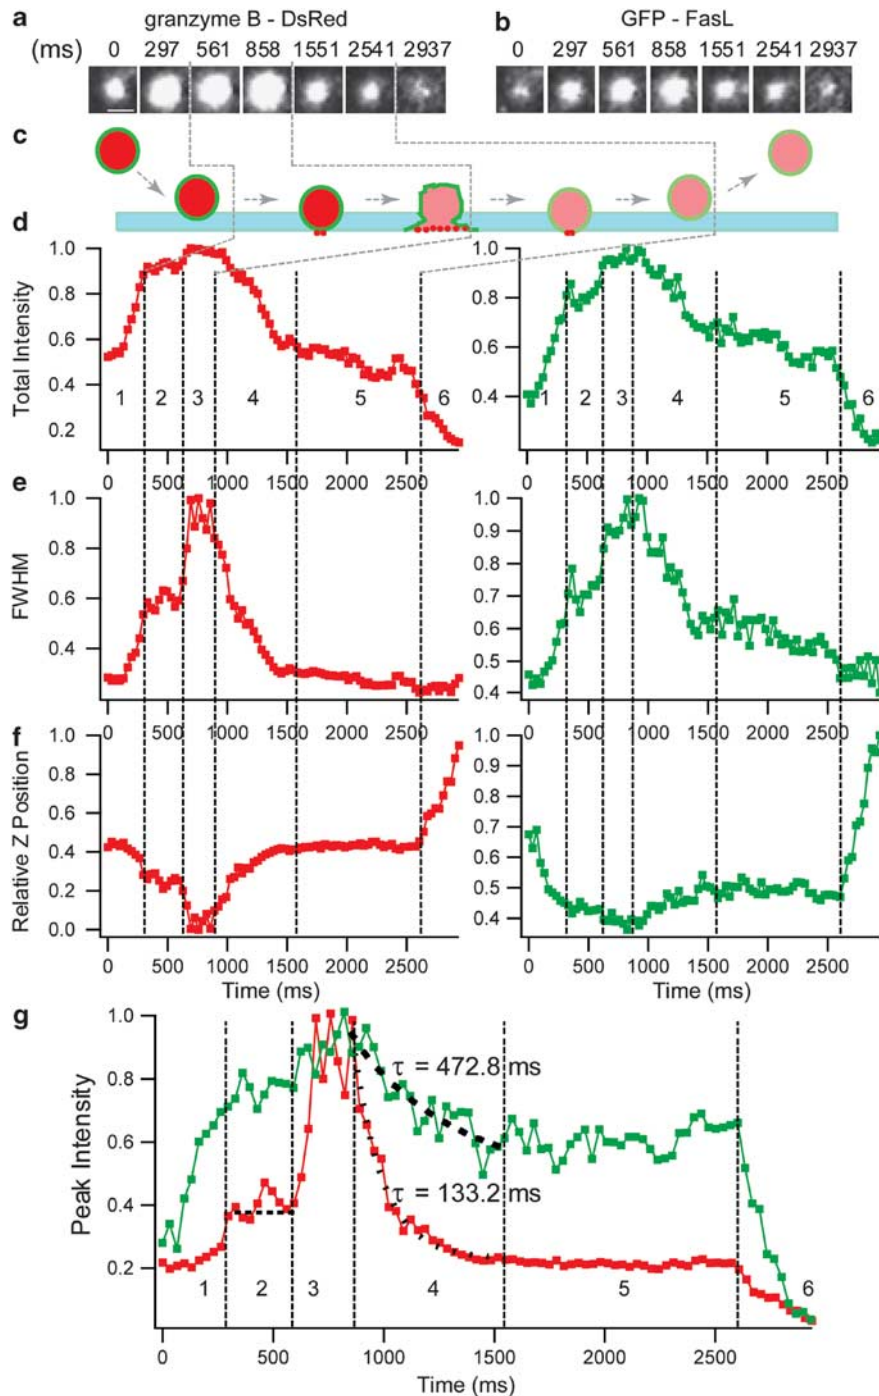 a granzyme B - DsRed
(ms) 0 297 561 858 1551 2541 2937
b GFP - FasL
0 297 561 858 1551 2541 2937
c
d
Total Intensity
1.0
0.8
0.6
0.4
0.2
1 2 3 4 5 6
0 500 1000 1500 2000 2500
1.0
0.8
0.6
0.4
1 2 3 4 5 6
0 500 1000 1500 2000 2500
e
FWHM
1.0
0.8
0.6
0.4
0 500 1000 1500 2000 2500
1.0
0.9
0.8
0.7
0.6
0.5
0.4
0 500 1000 1500 2000 2500
f
Relative Z Position
1.0
0.8
0.6
0.4
0.2
0.0
0 500 1000 1500 2000 2500
Time (ms)
1.0
0.9
0.8
0.7
0.6
0.5
0.4
0 500 1000 1500 2000 2500
Time (ms)
g
Peak Intensity
1.0
0.8
0.6
0.4
0.2
τ = 472.8 ms
τ = 133.2 ms
1 2 3 4 5 6
0 500 1000 1500 2000 2500
Time (ms)